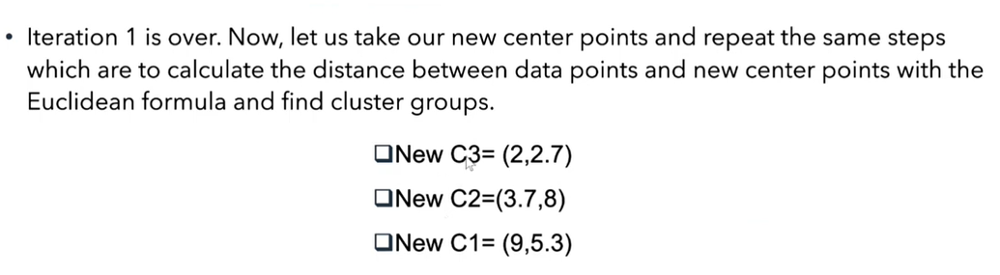 • Iteration 1 is over. Now, let us take our new center points and repeat the same steps
which are to calculate the distance between data points and new center points with the
Euclidean formula and find cluster groups.
❑New C3= (2,2.7)
❑New C2=(3.7,8)
❑New C1= (9,5.3)